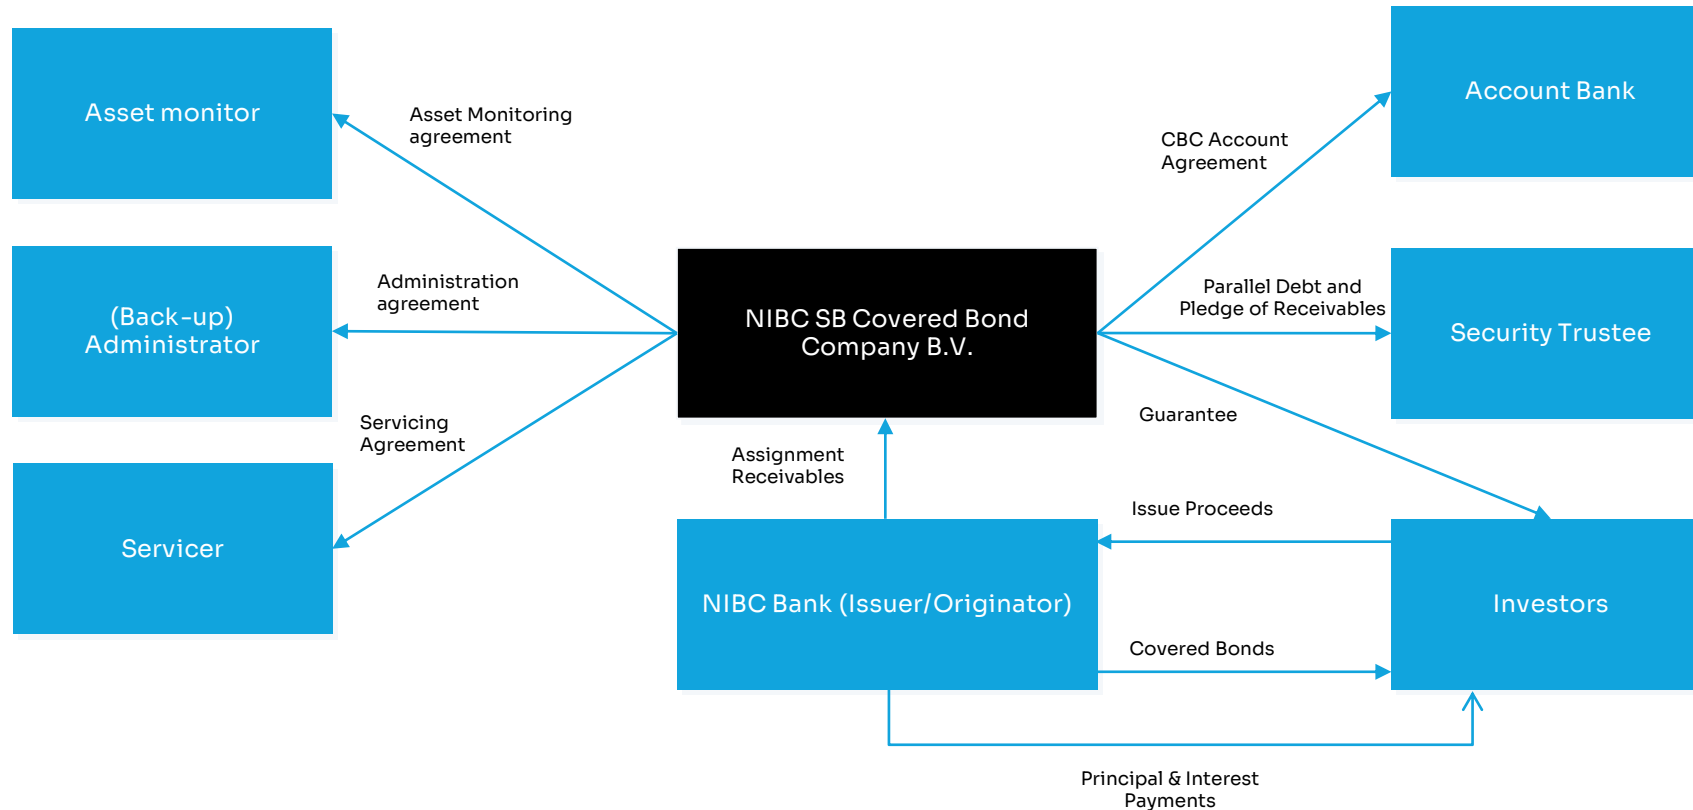 Asset monitor
Asset Monitoring
agreement
CBC Account
Agreement
Account Bank
(Back-up)
Administrator
Administration
agreement
NIBC SB Covered Bond
Company B.V.
Parallel Debt and
Pledge of Receivables
Security Trustee
Servicing
Agreement
Guarantee
Assignment
Receivables
Servicer
Issue Proceeds
NIBC Bank (Issuer/Originator)
Investors
Covered Bonds
Principal & Interest
Payments